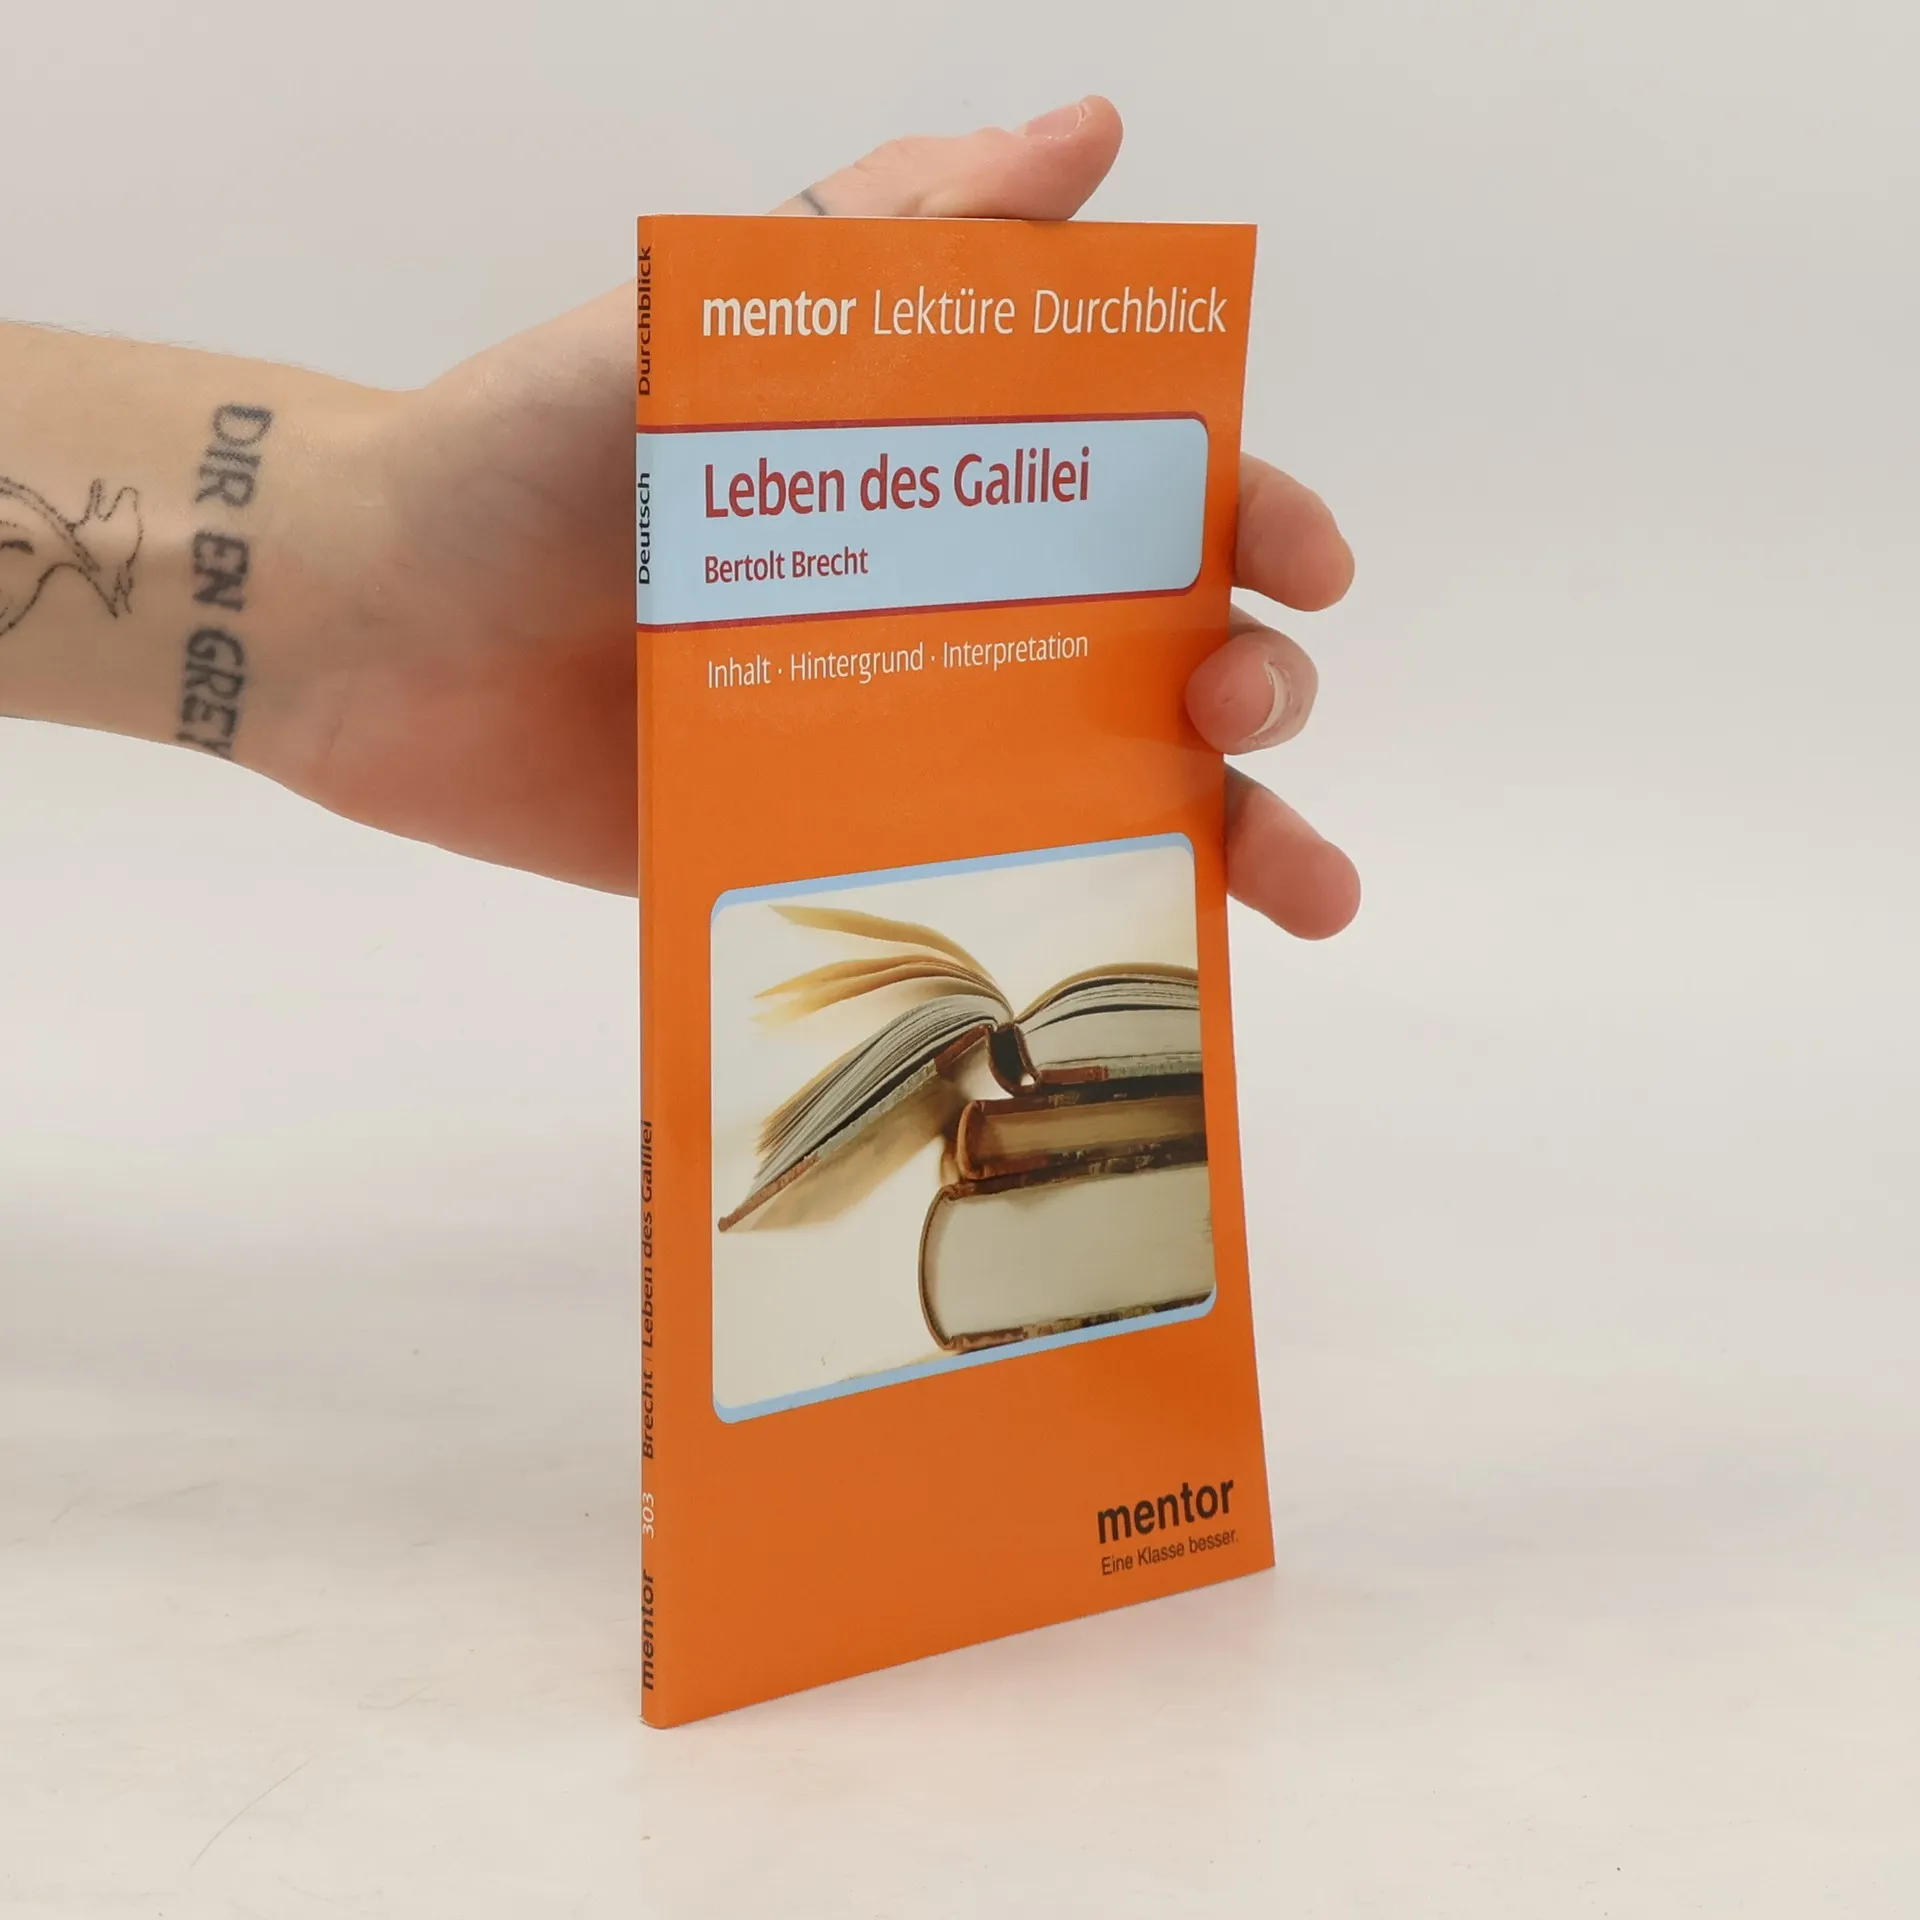 mentor Lektüre Durchblick
Leben des Galilei
Bertolt Brecht
Inhalt · Hintergrund · Interpretation
mentor
Eine Klasse besser.
mentor 303 Brecht | Leben des Galilei Deutsch Durchblick
DIR EN GREY